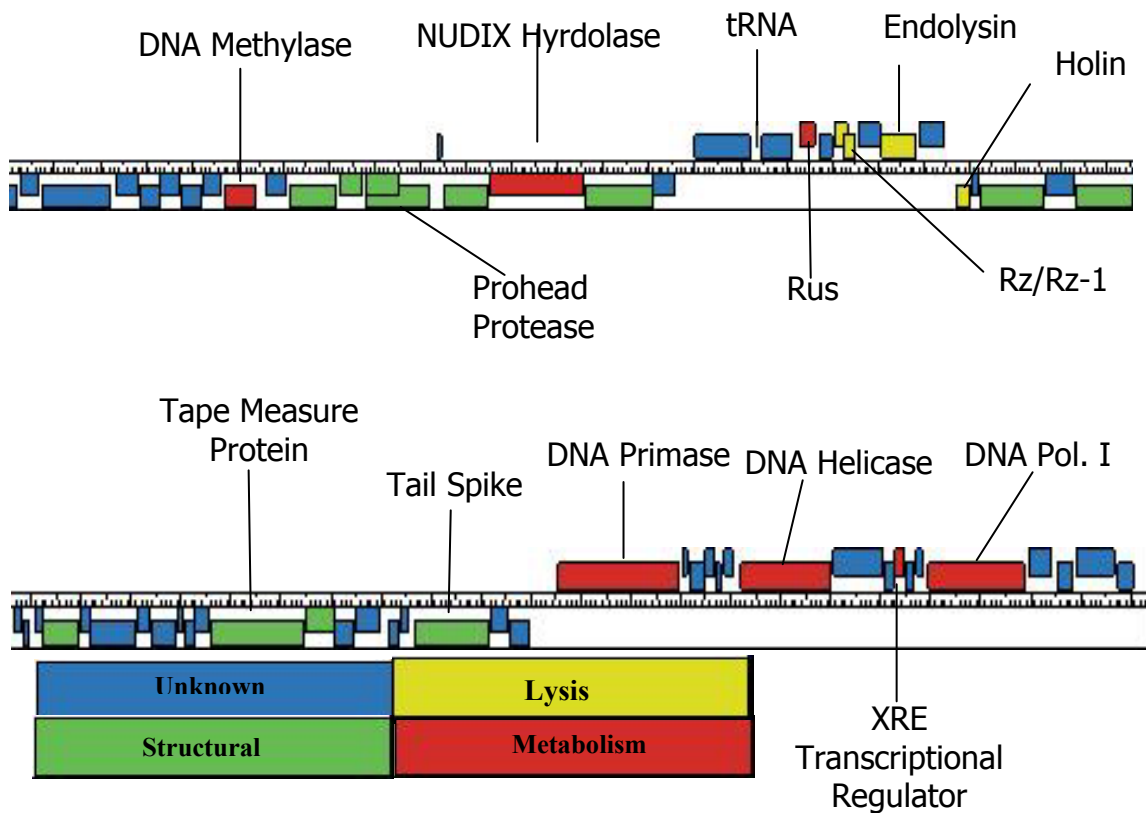 DNA Methylase
NUDIX Hyrdolase
tRNA
Endolysin
Holin
Prohead
Protease
Rus
Rz/Rz-1
Tape Measure
Protein
Tail Spike
DNA Primase
DNA Helicase
DNA Pol. I
Unknown
Lysis
Structural
Metabolism
XRE
Transcriptional
Regulator